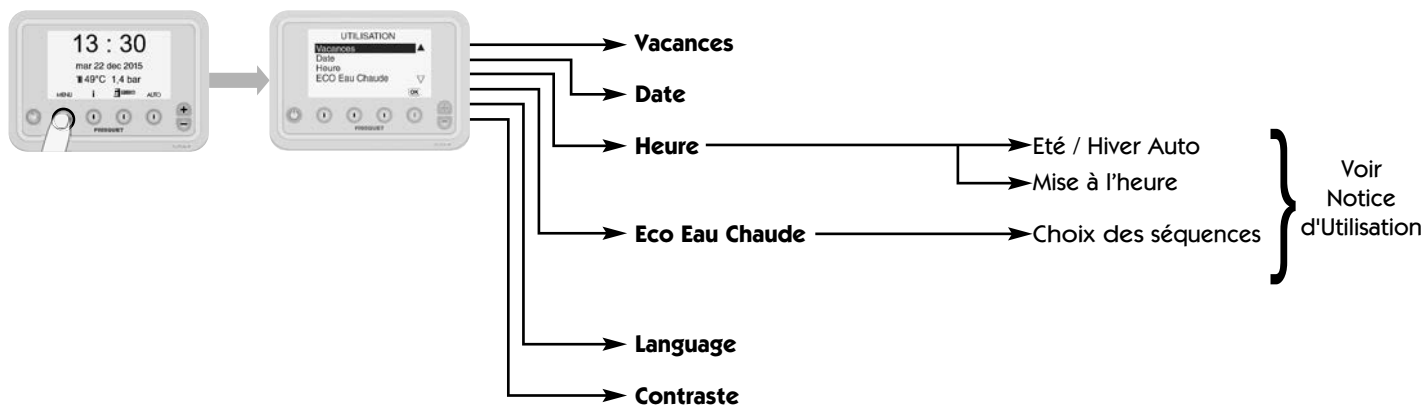 13 : 30
mar 22 dec 2015
49°C 1,4 bar
MENU i AUTO
FRISQUET
UTILISATION
Vacances
Date
Heure
ECO Eau Chaude
OK
FRISQUET
Vacances
Date
Heure
Eté / Hiver Auto
Mise à l'heure
Eco Eau Chaude
Choix des séquences
Voir
Notice
d'Utilisation
Language
Contraste